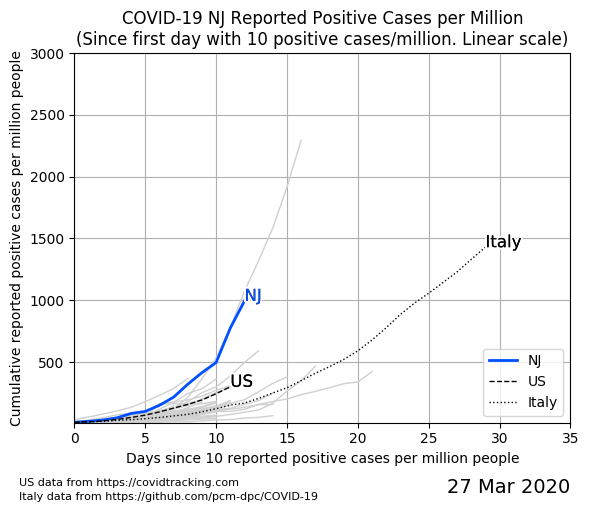 COVID-19 NJ Reported Positive Cases per Million
(Since first day with 10 positive cases/million. Linear scale)
Cumulative reported positive cases per million people
3000
2500
2000
1500
1000
500
Italy
NJ
US
NJ
US
Italy
0
5
10
15
20
25
30
35
Days since 10 reported positive cases per million people
US data from https://covidtracking.com
Italy data from https://github.com/pcm-dpc/COVID-19
27 Mar 2020